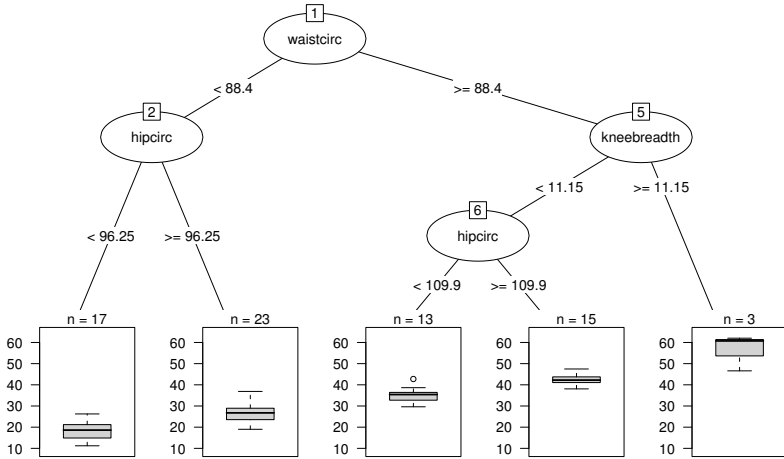 1
waistcirc
< 88.4 >= 88.4
2 5
hipcirc kneebreadth
< 11.15 >= 11.15
6
< 96.25 >= 96.25 hipcirc
< 109.9 >= 109.9
n = 17 n = 23 n = 13 n = 15 n = 3
60 60 60 60 60
50 50 50 50 50
40 40 40 40 40
30 30 30 30 30
20 20 20 20 20
10 10 10 10 10